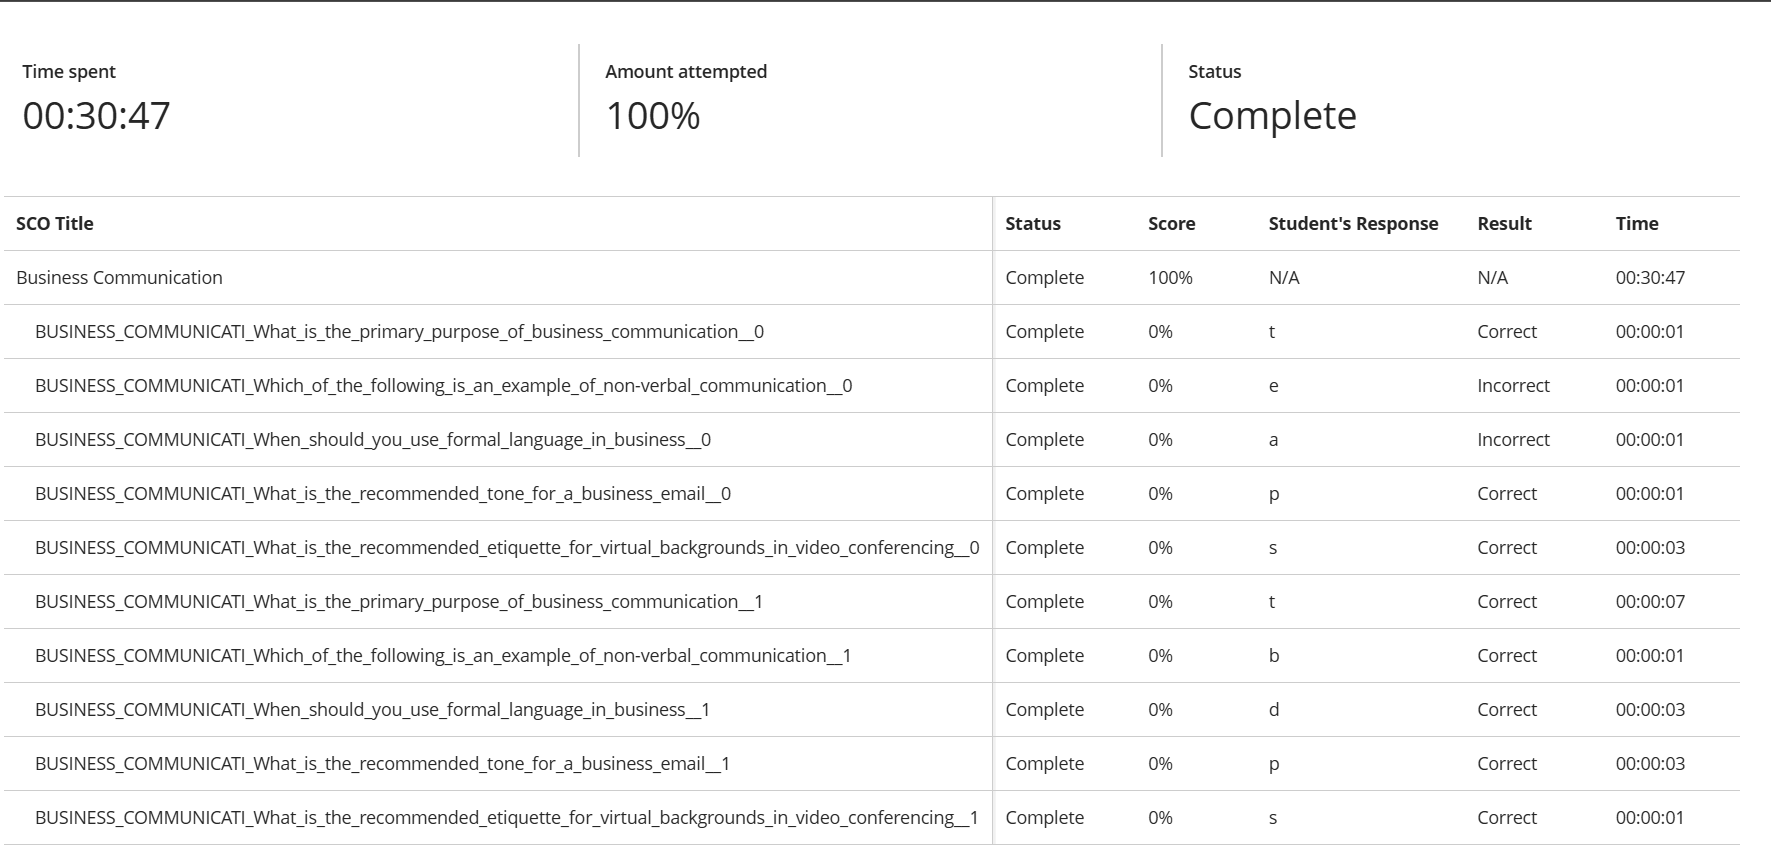 Time spent Amount attempted Status
00:30:47 100% Complete
SCO Title Status Score Student's Response Result Time
Business Communication Complete 100% N/A N/A 00:30:47
BUSINESS_COMMUNICATI_What_is_the_primary_purpose_of_business_communication__0 Complete 0% t Correct 00:00:01
BUSINESS_COMMUNICATI_Which_of_the_following_is_an_example_of_non-verbal_communication__0 Complete 0% e Incorrect 00:00:01
BUSINESS_COMMUNICATI_When_should_you_use_formal_language_in_business__0 Complete 0% a Incorrect 00:00:01
BUSINESS_COMMUNICATI_What_is_the_recommended_tone_for_a_business_email__0 Complete 0% p Correct 00:00:01
BUSINESS_COMMUNICATI_What_is_the_recommended_etiquette_for_virtual_backgrounds_in_video_conferencing__0 Complete 0% s Correct 00:00:03
BUSINESS_COMMUNICATI_What_is_the_primary_purpose_of_business_communication__1 Complete 0% t Correct 00:00:07
BUSINESS_COMMUNICATI_Which_of_the_following_is_an_example_of_non-verbal_communication__1 Complete 0% b Correct 00:00:01
BUSINESS_COMMUNICATI_When_should_you_use_formal_language_in_business__1 Complete 0% d Correct 00:00:03
BUSINESS_COMMUNICATI_What_is_the_recommended_tone_for_a_business_email__1 Complete 0% p Correct 00:00:03
BUSINESS_COMMUNICATI_What_is_the_recommended_etiquette_for_virtual_backgrounds_in_video_conferencing__1 Complete 0% s Correct 00:00:01